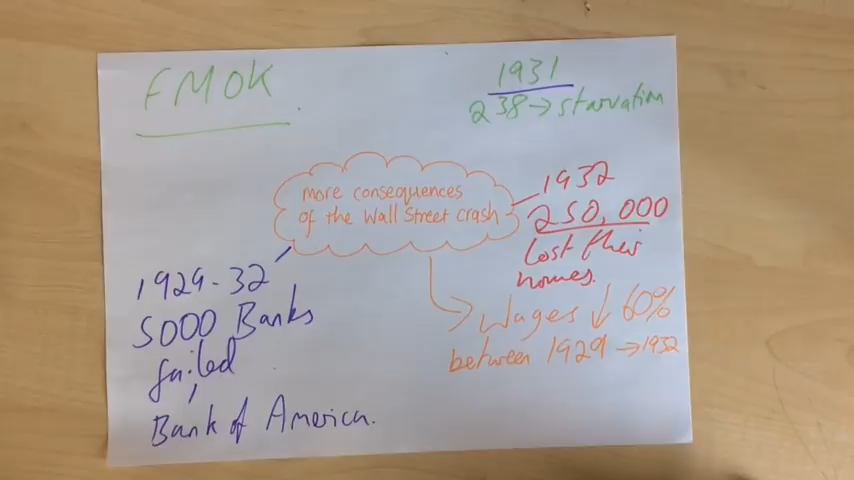 FMOK
1931
238 → starvation
more consequences
of the Wall Street crash
1932
250,000
lost their
homes.
1929-32
5000 Banks
failed
Bank of America.
Wages ↓ 60%
between 1929 → 1932